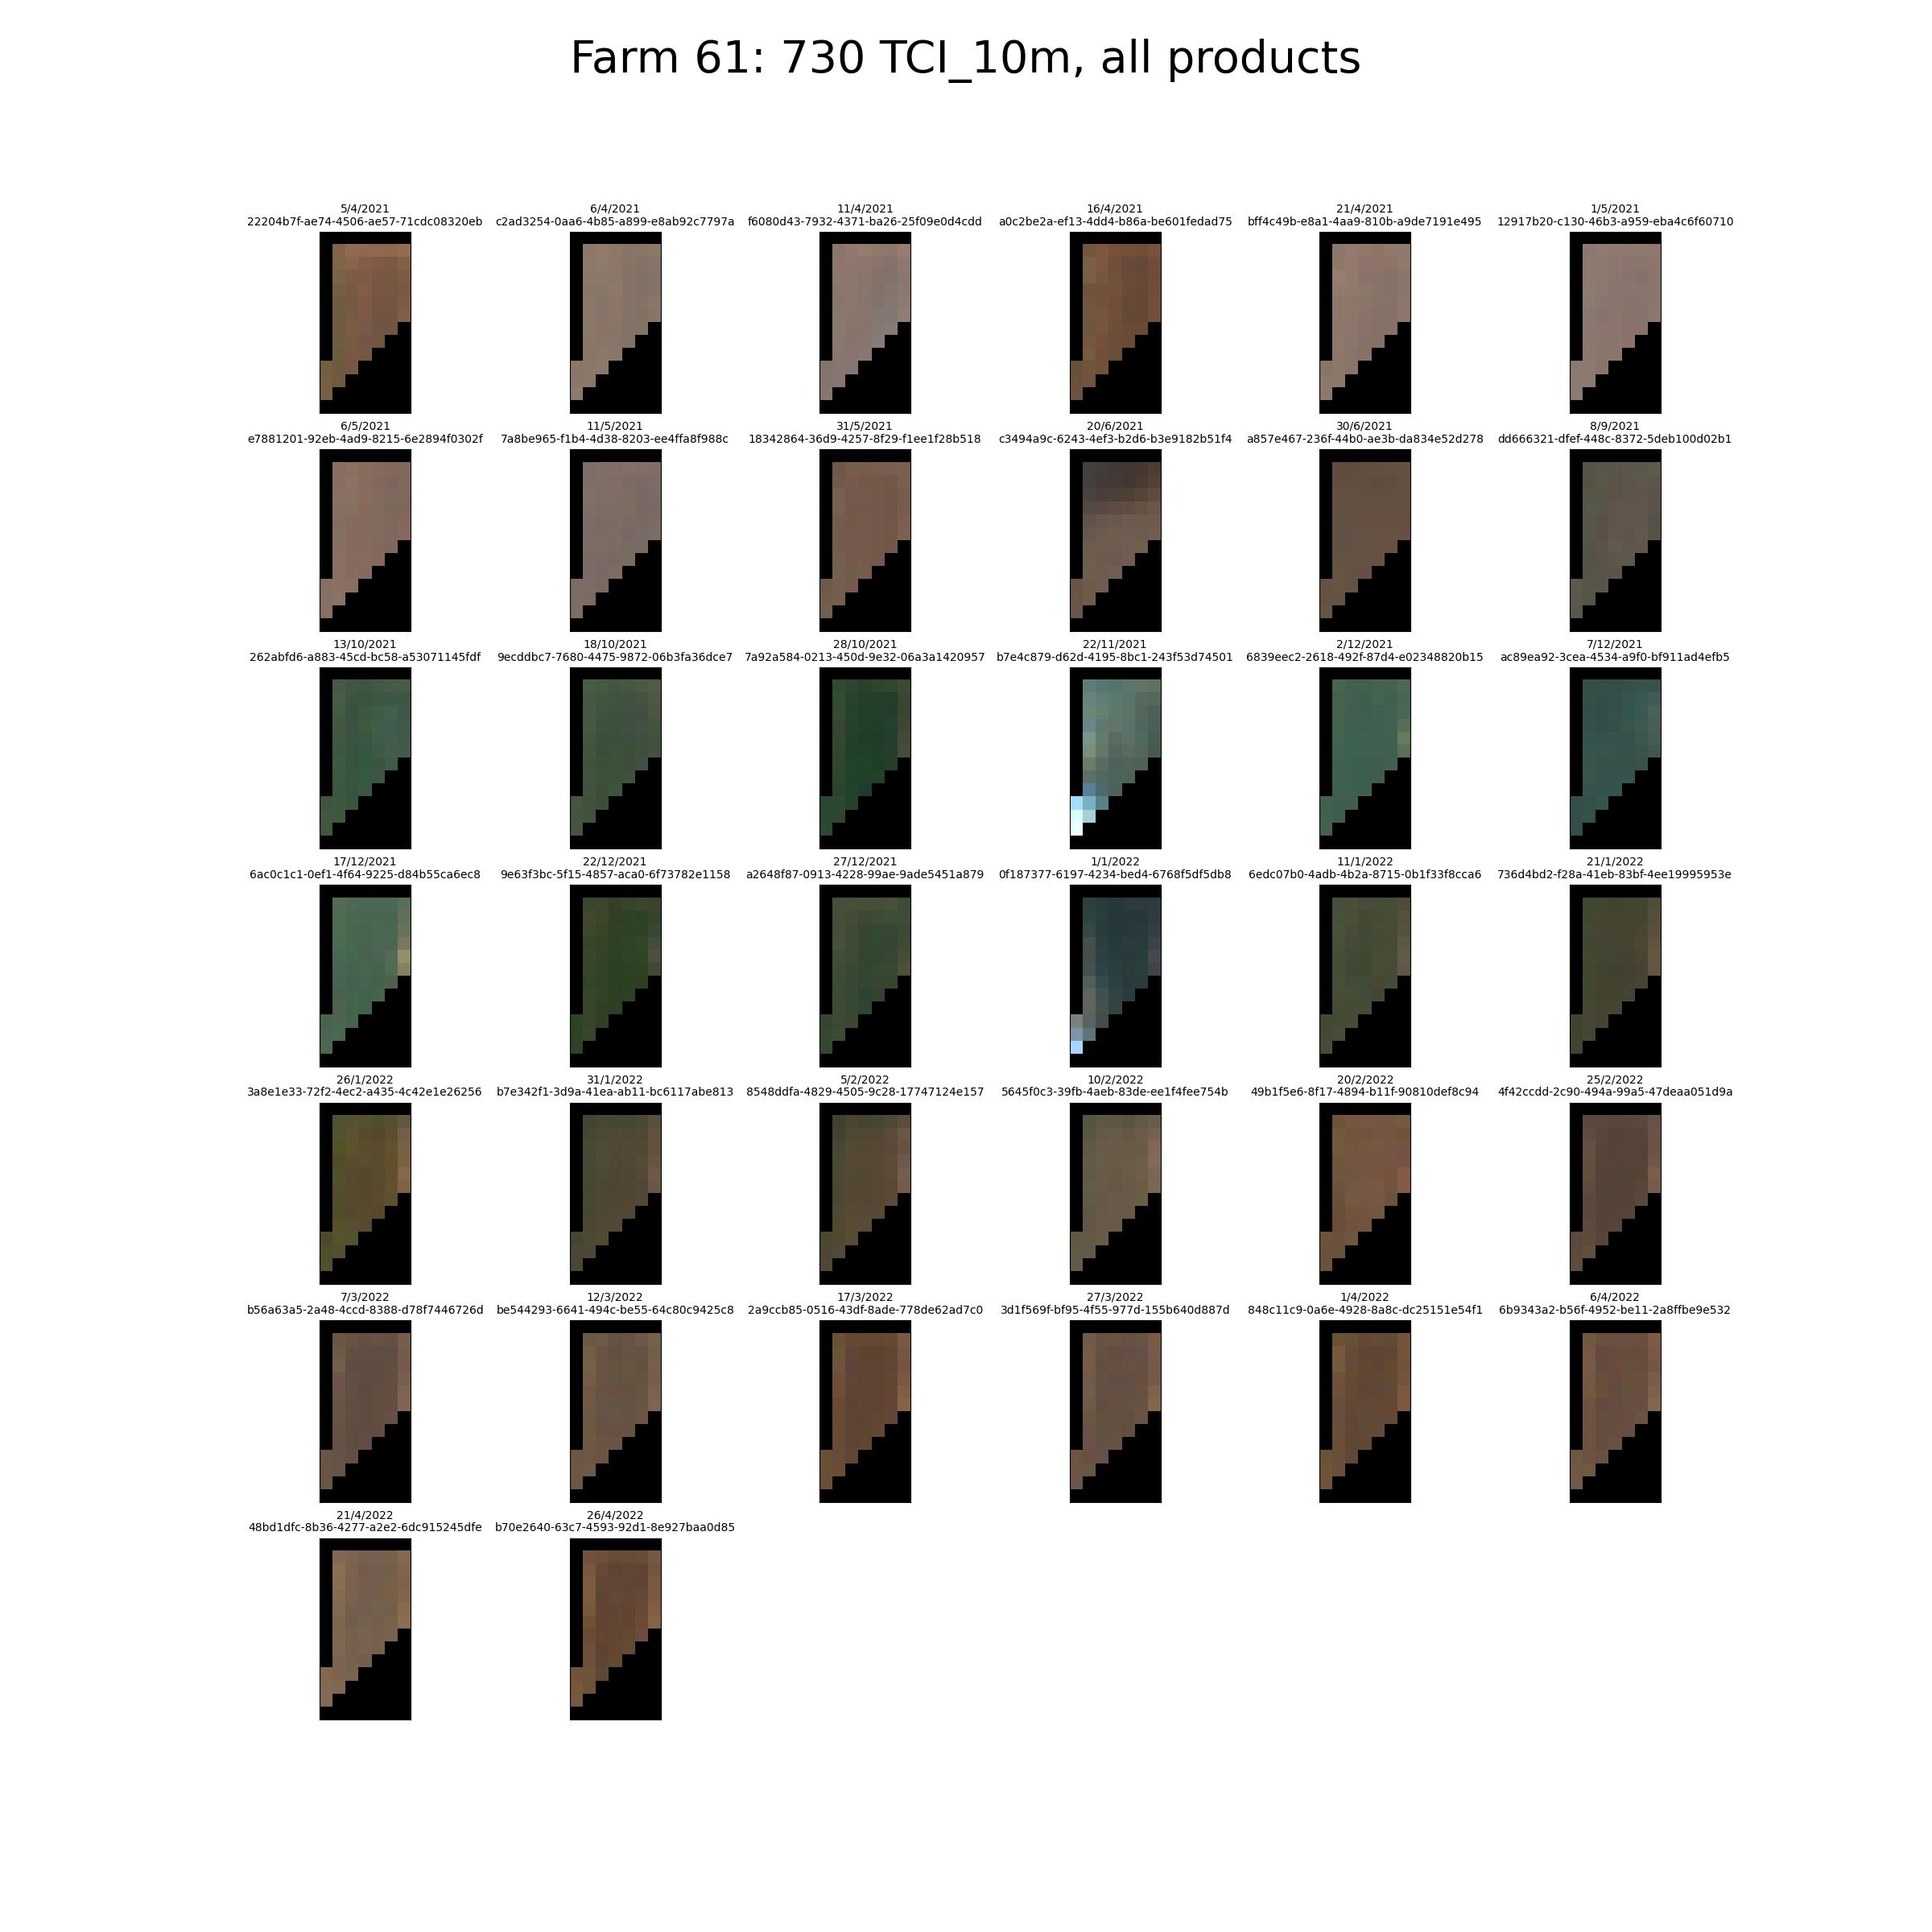 Farm 61: 730 TCI_10m, all products
5/4/2021
22204b7f-ae74-4506-ae57-71cdc08320eb
6/4/2021
c2ad3254-0aa6-4b85-a899-e8ab92c7797a
11/4/2021
f6080d43-7932-4371-ba26-25f09e0d4cdd
16/4/2021
a0c2be2a-ef13-4dd4-b86a-be601fedad75
21/4/2021
bff4c49b-e8a1-4aa9-810b-a9de7191e495
1/5/2021
12917b20-c130-46b3-a959-eba4c6f60710
6/5/2021
e7881201-92eb-4ad9-8215-6e2894f0302f
11/5/2021
7a8be965-f1b4-4d38-8203-ee4ffa8f988c
31/5/2021
18342864-36d9-4257-8f29-f1ee1f28b518
20/6/2021
c3494a9c-6243-4ef3-b2d6-b3e9182b51f4
30/6/2021
a857e467-236f-44b0-ae3b-da834e52d278
8/9/2021
dd666321-dfef-448c-8372-5deb100d02b1
13/10/2021
262abfd6-a883-45cd-bc58-a53071145fdf
18/10/2021
9ecddbc7-7680-4475-9872-06b3fa36dce7
28/10/2021
7a92a584-0213-450d-9e32-06a3a1420957
22/11/2021
b7e4c879-d62d-4195-8bc1-243f53d74501
2/12/2021
6839eec2-2618-492f-87d4-e02348820b15
7/12/2021
ac89ea92-3cea-4534-a9f0-bf911ad4efb5
17/12/2021
6ac0c1c1-0ef1-4f64-9225-d84b55ca6ec8
22/12/2021
9e63f3bc-5f15-4857-aca0-6f73782e1158
27/12/2021
a2648f87-0913-4228-99ae-9ade5451a879
1/1/2022
0f187377-6197-4234-bed4-6768f5df5db8
11/1/2022
6edc07b0-4adb-4b2a-8715-0b1f33f8cca6
21/1/2022
736d4bd2-f28a-41eb-83bf-4ee19995953e
26/1/2022
3a8e1e33-72f2-4ec2-a435-4c42e1e26256
31/1/2022
b7e342f1-3d9a-41ea-ab11-bc6117abe813
5/2/2022
8548ddfa-4829-4505-9c28-17747124e157
10/2/2022
5645f0c3-39fb-4aeb-83de-ee1f4fee754b
20/2/2022
49b1f5e6-8f17-4894-b11f-90810def8c94
25/2/2022
4f42ccdd-2c90-494a-99a5-47deaa051d9a
7/3/2022
b56a63a5-2a48-4ccd-8388-d78f7446726d
12/3/2022
be544293-6641-494c-be55-64c80c9425c8
17/3/2022
2a9ccb85-0516-43df-8ade-778de62ad7c0
27/3/2022
3d1f569f-bf95-4f55-977d-155b640d887d
1/4/2022
848c11c9-0a6e-4928-8a8c-dc25151e54f1
6/4/2022
6b9343a2-b56f-4952-be11-2a8ffbe9e532
21/4/2022
48bd1dfc-8b36-4277-a2e2-6dc915245dfe
26/4/2022
b70e2640-63c7-4593-92d1-8e927baa0d85